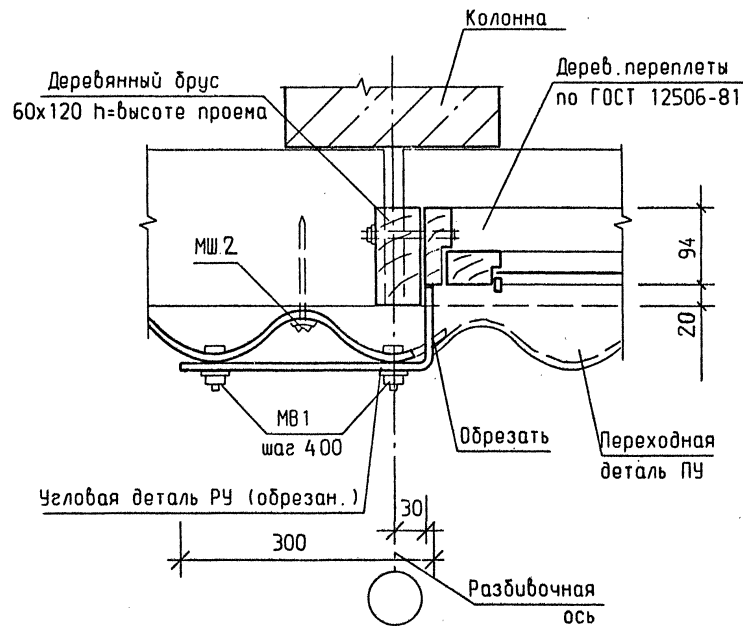 Колонна
Деревянный брус
60х120 h=высоте проема
Дерев. переплеты
по ГОСТ 12506-81
МШ.2
94
20
МВ1
шаг 400
Обрезать
Переходная
деталь ПУ
Угловая деталь РУ (обрезан.)
30
300
Разбивочная
ось